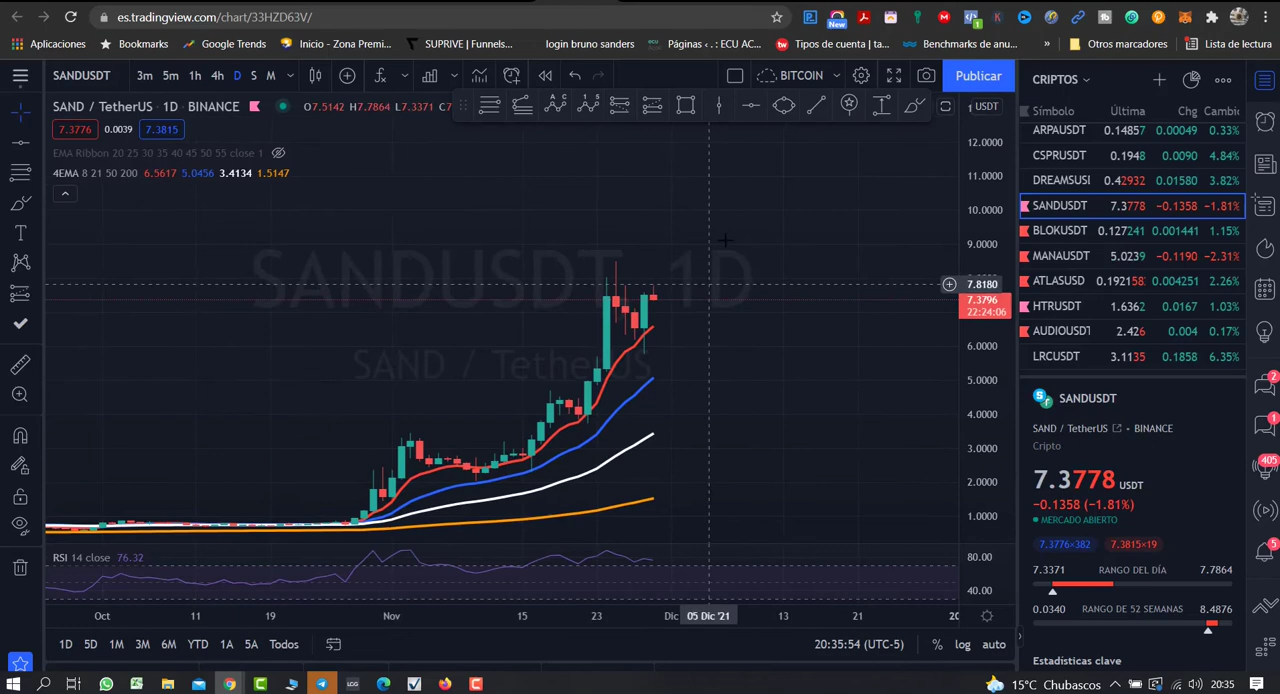 es.tradingview.com/chart/33HZD63V/
New
1
Aplicaciones Bookmarks Google Trends Inicio - Zona Premi... SUPRIVE | Funnels... login bruno sanders Páginas < . : ECU AC... Tipos de cuenta | ta... Benchmarks de anu... » Otros marcadores Lista de lectura
SANDUSDT 3m 5m 1h 4h D S M BITCOIN Publicar
CRIPTOS
SAND / TetherUS · 1D · BINANCE O7.5142 H7.7864 L7.3371
USDT
Símbolo Última Chg Cambio
7.3776 0.0039 7.3815
EMA Ribbon 20 25 30 35 40 45 50 55 close 1
4EMA 8 21 50 200 6.5617 5.0456 3.4134 1.5147
SANDUSDT 1D
SAND / TetherUS
12.0000
11.0000
10.0000
9.0000
7.8180
7.3796
22:24:06
6.0000
5.0000
4.0000
3.0000
2.0000
1.0000
ARPAUSDT 0.14857 0.00049 0.33%
CSPRUSDT 0.1948 0.0090 4.84%
DREAMSUSI 0.42932 0.01580 3.82%
SANDUSDT 7.3778 −0.1358 −1.81%
BLOKUSDT 0.127241 0.001441 1.15%
MANAUSDT 5.0239 −0.1190 −2.31%
ATLASUSD 0.192158 0.004251 2.26%
HTRUSDT 1.6362 0.0167 1.03%
AUDIOUSDT 2.426 0.004 0.17%
LRCUSDT 3.1135 0.1858 6.35%
SANDUSDT
SAND / TetherUS • BINANCE
Cripto
7.3778 USDT
−0.1358 (−1.81%)
MERCADO ABIERTO
7.3776×382 7.3815×19
7.3371 RANGO DEL DÍA 7.7864
0.0340 RANGO DE 52 SEMANAS 8.4876
Estadísticas clave
2
1
405
5
RSI 14 close 76.32
80.00
40.00
Oct 11 19 Nov 15 23 Dic 05 Dic '21 13 21 20
1D 5D 1M 3M 6M YTD 1A 5A Todos 20:35:54 (UTC-5) % log auto
15°C Chubascos 20:35